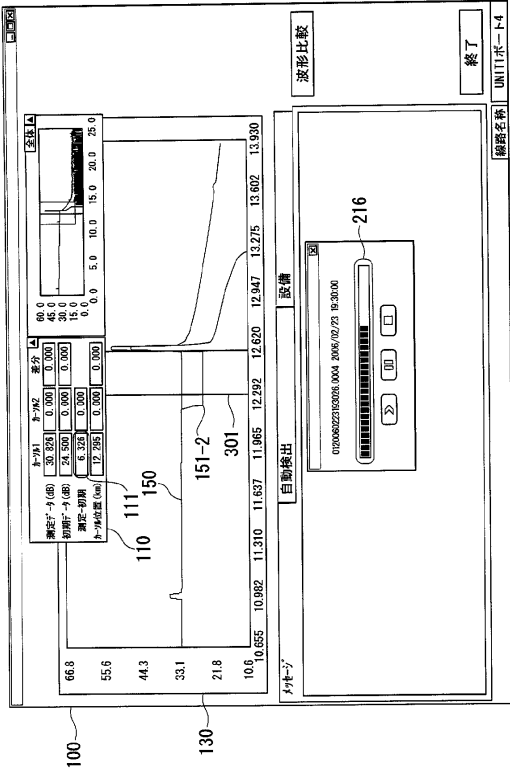 100
130
110
111
150
151-2
301
216
カーソル1 カーソル2 差分
測定データ(dB) 30.826 0.000 0.000
初期データ(dB) 24.500 0.000 0.000
測定-初期 6.326 0.000
カーソル位置(km) 12.295 0.000 0.000
全体
60.0
45.0
30.0
15.0
0.0
0.0 5.0 10.0 15.0 20.0 25.0
66.8
55.6
44.3
33.1
21.8
10.6
10.655 10.982 11.310 11.637 11.965 12.292 12.620 12.947 13.275 13.602 13.930
波形比較
メッセージ 自動検出 設備
0120060223193026.0004 2006/02/23 19:30:00
終了
線路名称 UNIT1ポート4